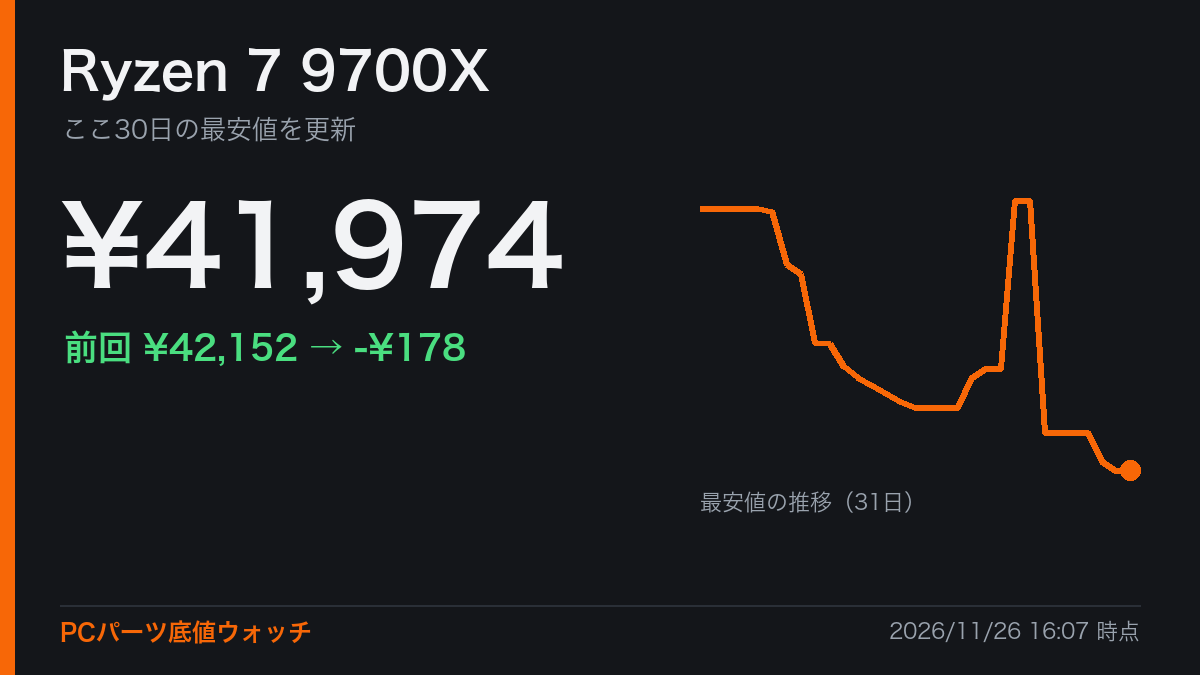 Ryzen 7 9700X
ここ30日の最安値を更新
¥41,974
前回 ¥42,152 → -¥178
最安値の推移（31日）
PCパーツ底値ウォッチ
2026/11/26 16:07 時点